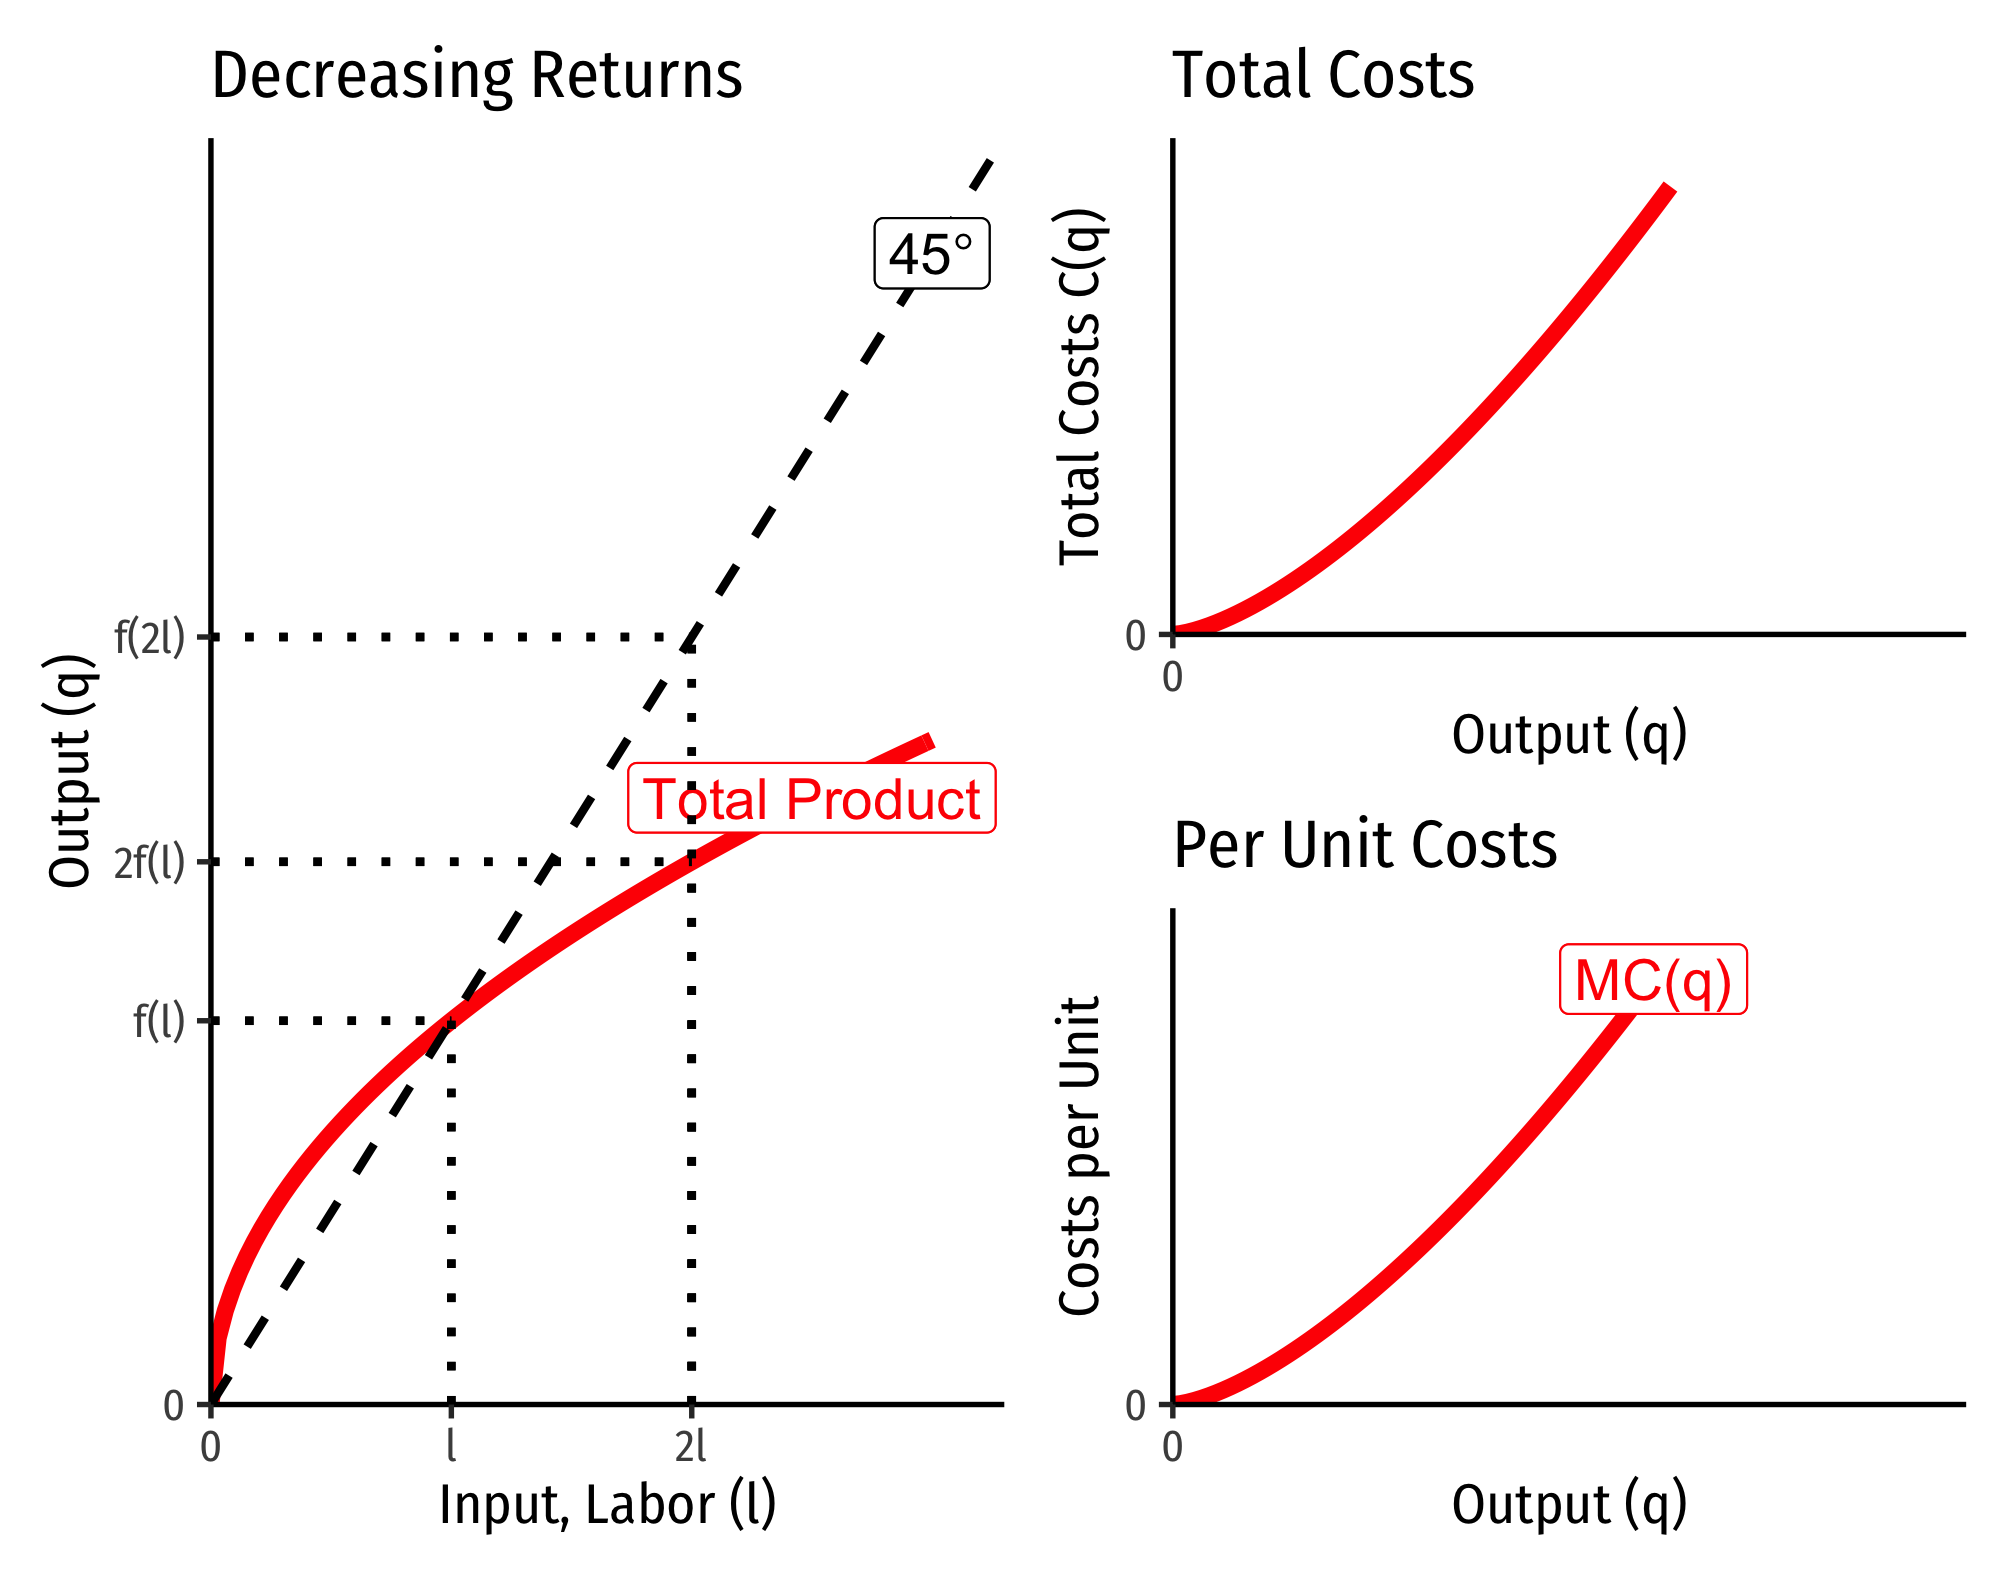 Decreasing Returns
Output (q)
f(2l)
2f(l)
f(l)
0
45°
Total Product
0
l
2l
Input, Labor (l)
Total Costs
Total Costs C(q)
0
0
Output (q)
Per Unit Costs
Costs per Unit
MC(q)
0
0
Output (q)